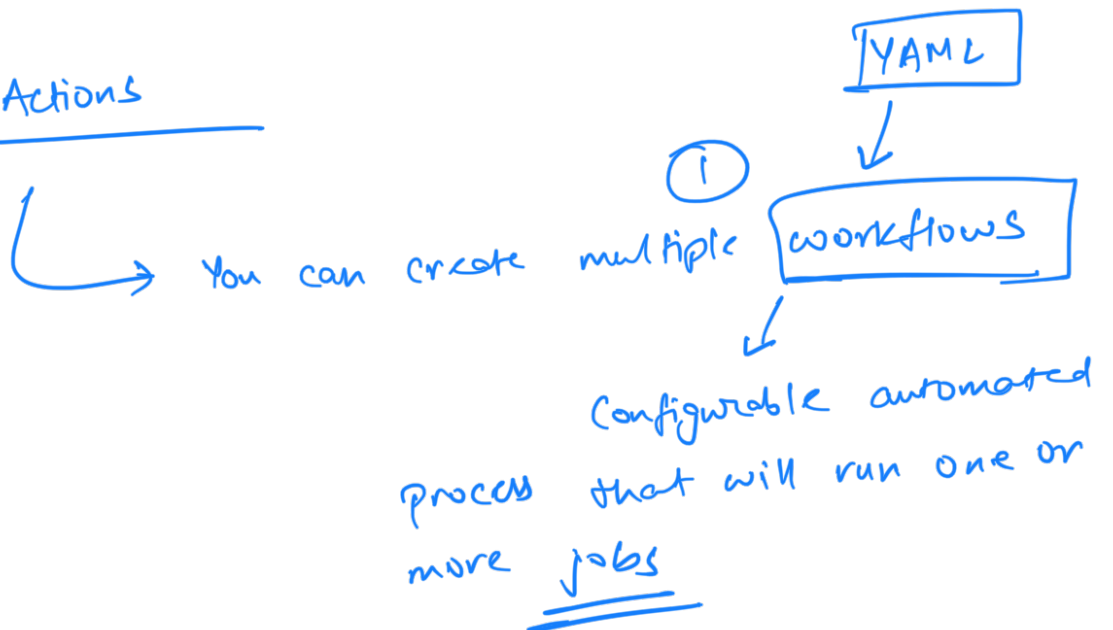 YAML
Actions
1
You can create multiple workflows
Configurable automated
process that will run one or
more jobs